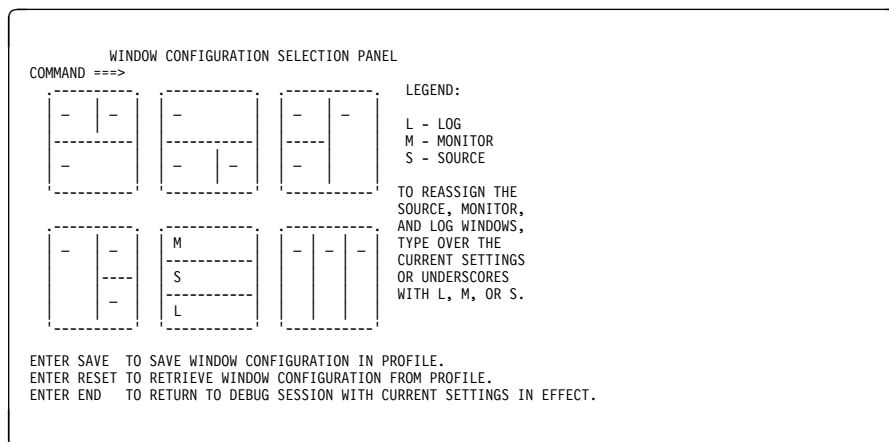 WINDOW CONFIGURATION SELECTION PANEL
COMMAND ===>
LEGEND:
_ _ _ _ _
L - LOG
M - MONITOR
S - SOURCE
_ _ _ _
TO REASSIGN THE
SOURCE, MONITOR,
AND LOG WINDOWS,
TYPE OVER THE
CURRENT SETTINGS
OR UNDERSCORES
WITH L, M, OR S.
_ _ M _ _ _
S
_ L
ENTER SAVE TO SAVE WINDOW CONFIGURATION IN PROFILE.
ENTER RESET TO RETRIEVE WINDOW CONFIGURATION FROM PROFILE.
ENTER END TO RETURN TO DEBUG SESSION WITH CURRENT SETTINGS IN EFFECT.